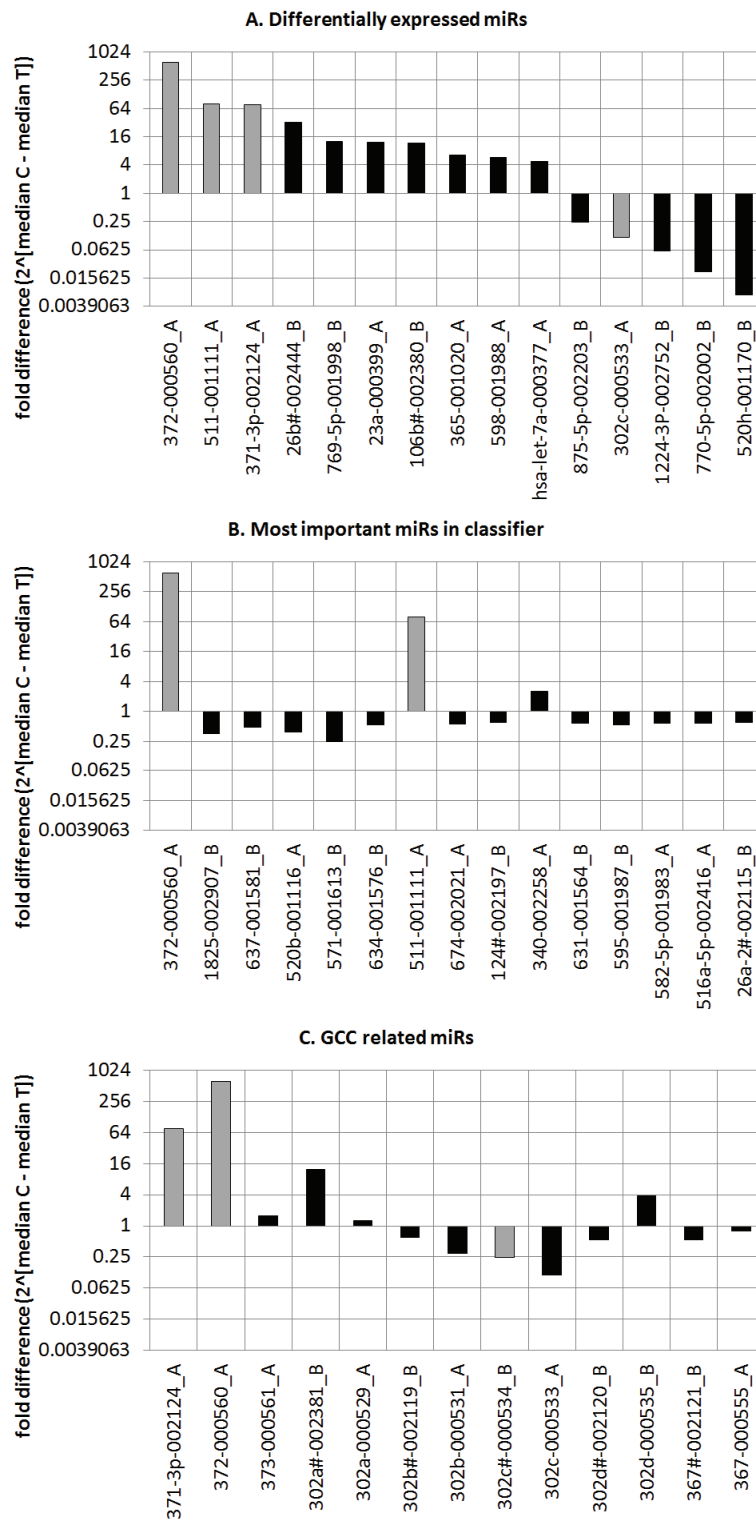 A. Differentially expressed miRs
fold difference (2^[median C - median T])
1024
256
64
16
4
1
0.25
0.0625
0.015625
0.0039063
372-000560_A
511-001111_A
371-3p-002124_A
26b#-002444_B
769-5p-001998_B
23a-000399_A
106b#-002380_B
365-001020_A
598-001988_A
hsa-let-7a-000377_A
875-5p-002203_B
302c-000533_A
1224-3P-002752_B
770-5p-002002_B
520h-001170_B
B. Most important miRs in classifier
fold difference (2^[median C - median T])
1024
256
64
16
4
1
0.25
0.0625
0.015625
0.0039063
372-000560_A
1825-002907_B
637-001581_B
520b-001116_A
571-001613_B
634-001576_B
511-001111_A
674-002021_A
124#-002197_B
340-002258_A
631-001564_B
595-001987_B
582-5p-001983_A
516a-5p-002416_A
26a-2#-002115_B
C. GCC related miRs
fold difference (2^[median C - median T])
1024
256
64
16
4
1
0.25
0.0625
0.015625
0.0039063
371-3p-002124_A
372-000560_A
373-000561_A
302a#-002381_B
302a-000529_A
302b#-002119_B
302b-000531_A
302c#-000534_B
302c-000533_A
302d#-002120_B
302d-000535_B
367#-002121_B
367-000555_A